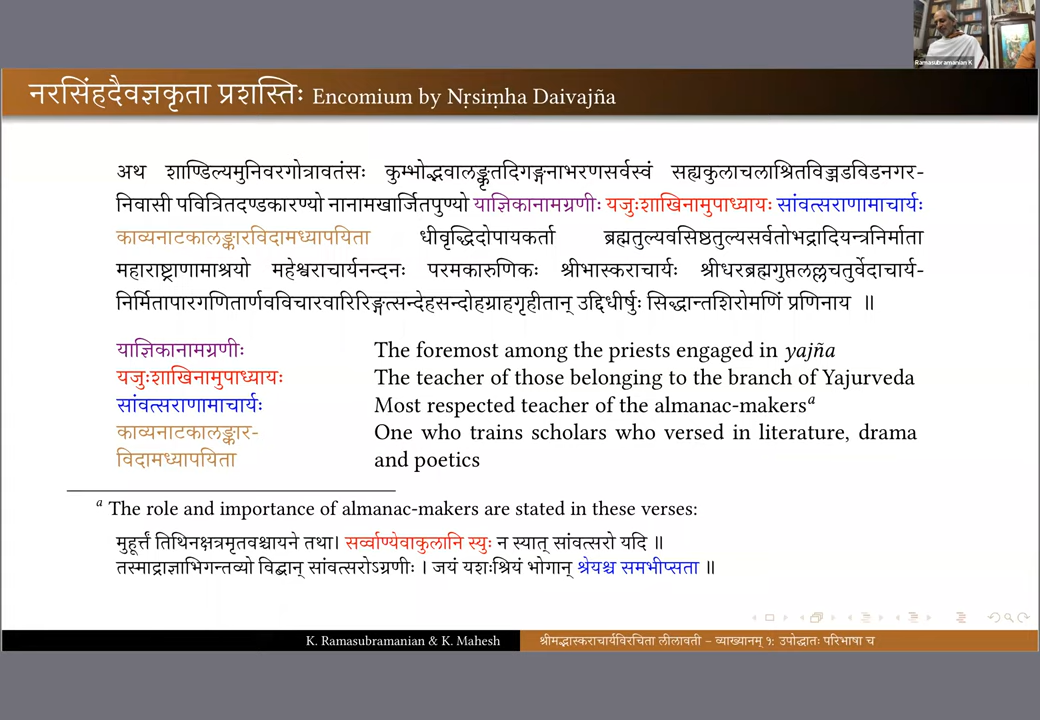 Ramasubramanian K
नरसिंहदैवज्ञकृता प्रशस्तिः Encomium by Nṛsiṃha Daivajña
अथ शाण्डिल्यमुनिवरगोत्रावतंसः कुम्भोद्भवालङ्कृतदिगङ्गनाभरणसर्वस्वं सह्यकुलाचलाश्रितविज्जडविडनगर-
निवासी पवित्रितदण्डकारण्यो नानामखार्जितपुण्यो याज्ञिकानामग्रणीः यजुःशाखिनामुपाध्यायः सांवत्सराणामाचार्यः
काव्यनाटकालङ्कारविदामध्यापयिता धीवृद्धिदोपायकर्ता ब्रह्मतुल्यवसिष्ठतुल्यसर्वतोभद्रादियन्त्रनिर्माता
महाराष्ट्राणामाश्रयो महेश्वराचार्यनन्दनः परमकारुणिकः श्रीभास्कराचार्यः श्रीधरब्रह्मगुप्तलल्लचतुर्वेदाचार्य-
निर्मितापारगणितार्णवविचारवारिरिङ्गत्सन्देहसन्दोहग्राहगृहीतान् उद्दिधीर्षुः सिद्धान्तशिरोमणिं प्रणिनाय ॥
याज्ञिकानामग्रणीः The foremost among the priests engaged in yajña
यजुःशाखिनामुपाध्यायः The teacher of those belonging to the branch of Yajurveda
सांवत्सराणामाचार्यः Most respected teacher of the almanac-makersᵃ
काव्यनाटकालङ्कार- One who trains scholars who versed in literature, drama
विदामध्यापयिता and poetics
ᵃ The role and importance of almanac-makers are stated in these verses:
मुहूर्त्तं तिथिनक्षत्रमृतवश्चायने तथा। सर्व्वाण्येवाकुलानि स्युः न स्यात् सांवत्सरो यदि ॥
तस्माद्राज्ञाभिगन्तव्यो विद्वान् सांवत्सरोऽग्रणीः । जयं यशःश्रियं भोगान् श्रेयश्च समभीप्सता ॥
K. Ramasubramanian & K. Mahesh श्रीमद्भास्कराचार्यविरचिता लीलावती – व्याख्यानम् १: उपोद्घातः परिभाषा च